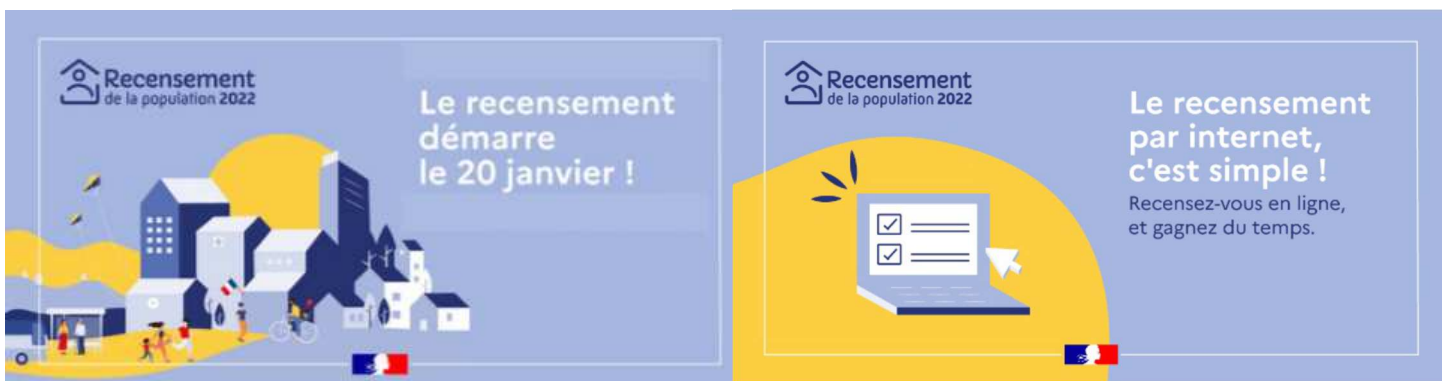 Recensement
de la population 2022
Le recensement
démarre
le 20 janvier !
Recensement
de la population 2022
Le recensement
par internet,
c'est simple !
Recensez-vous en ligne,
et gagnez du temps.